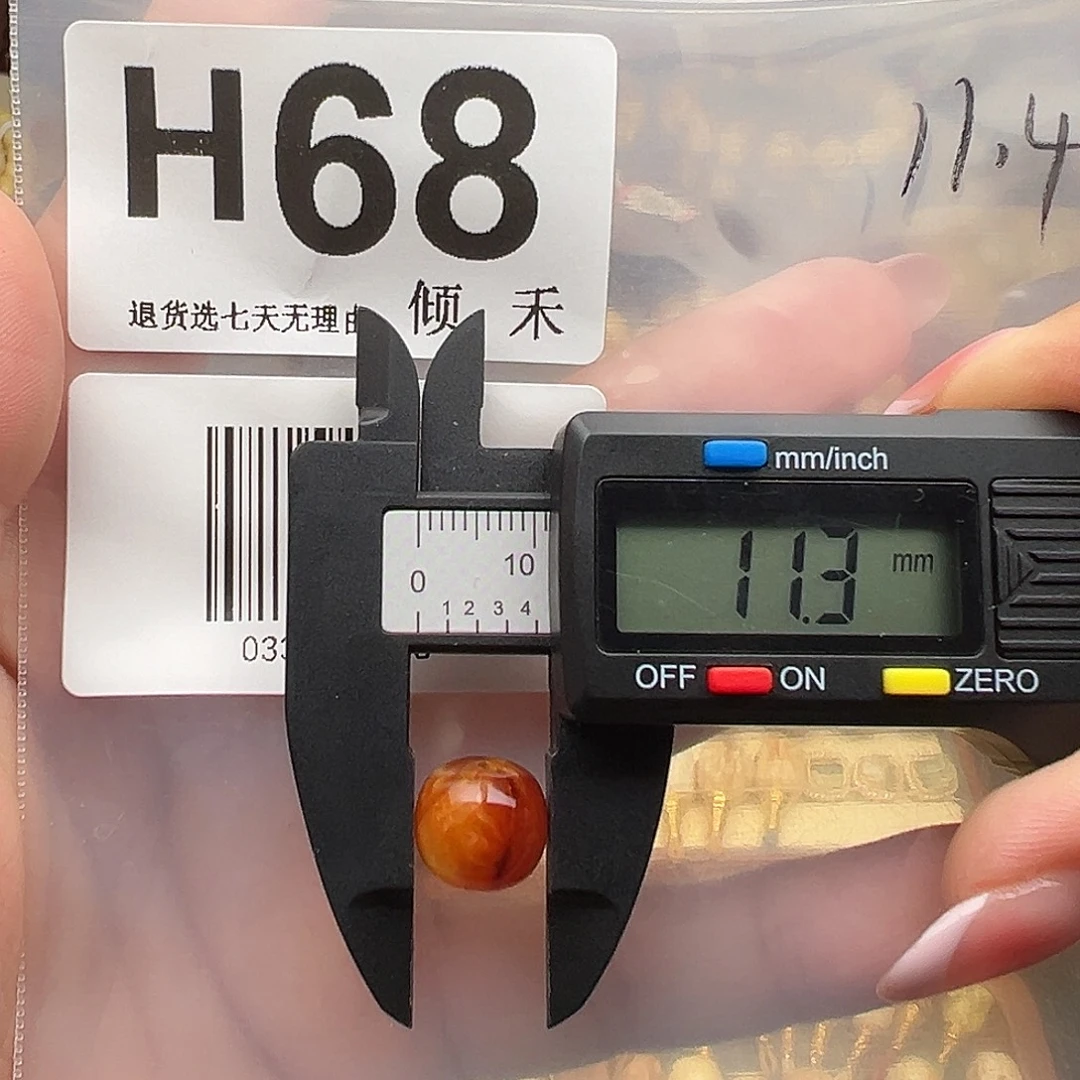 H68
11.4
退货选七天无理由 倾 禾
mm/inch
11.3 mm
0 10
1 2 3 4
OFF ON ZERO